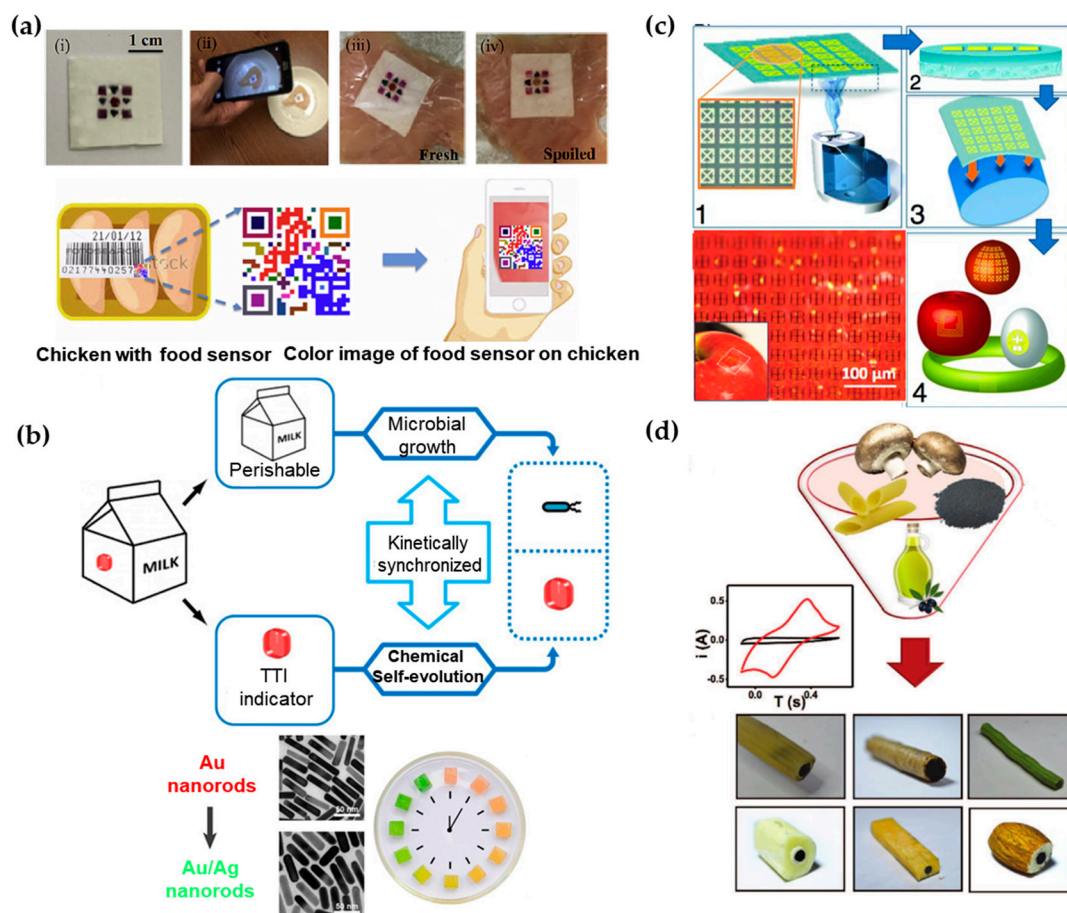 (a)
(i)
1 cm
(ii)
(iii)
Fresh
(iv)
Spoiled
21/01/12
02177440257
Chicken with food sensor
Color image of food sensor on chicken
(b)
MILK
MILK
Perishable
Microbial
growth
Kinetically
synchronized
TTI
indicator
Chemical
Self-evolution
Au
nanorods
Au/Ag
nanorods
50 nm
50 nm
(c)
1
2
3
4
100 µm
(d)
0.5
0.0
-0.5
i (A)
0.0
0.4
T (s)